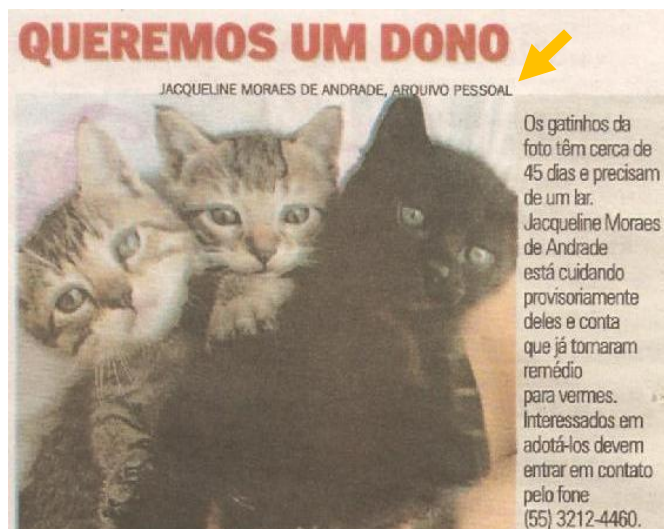 QUEREMOS UM DONO
JACQUELINE MORAES DE ANDRADE, ARQUIVO PESSOAL
Os gatinhos da
foto têm cerca de
45 dias e precisam
de um lar.
Jacqueline Moraes
de Andrade
está cuidando
provisoriamente
deles e conta
que já tomaram
remédio
para vermes.
Interessados em
adotá-los devem
entrar em contato
pelo fone
(55) 3212-4460.